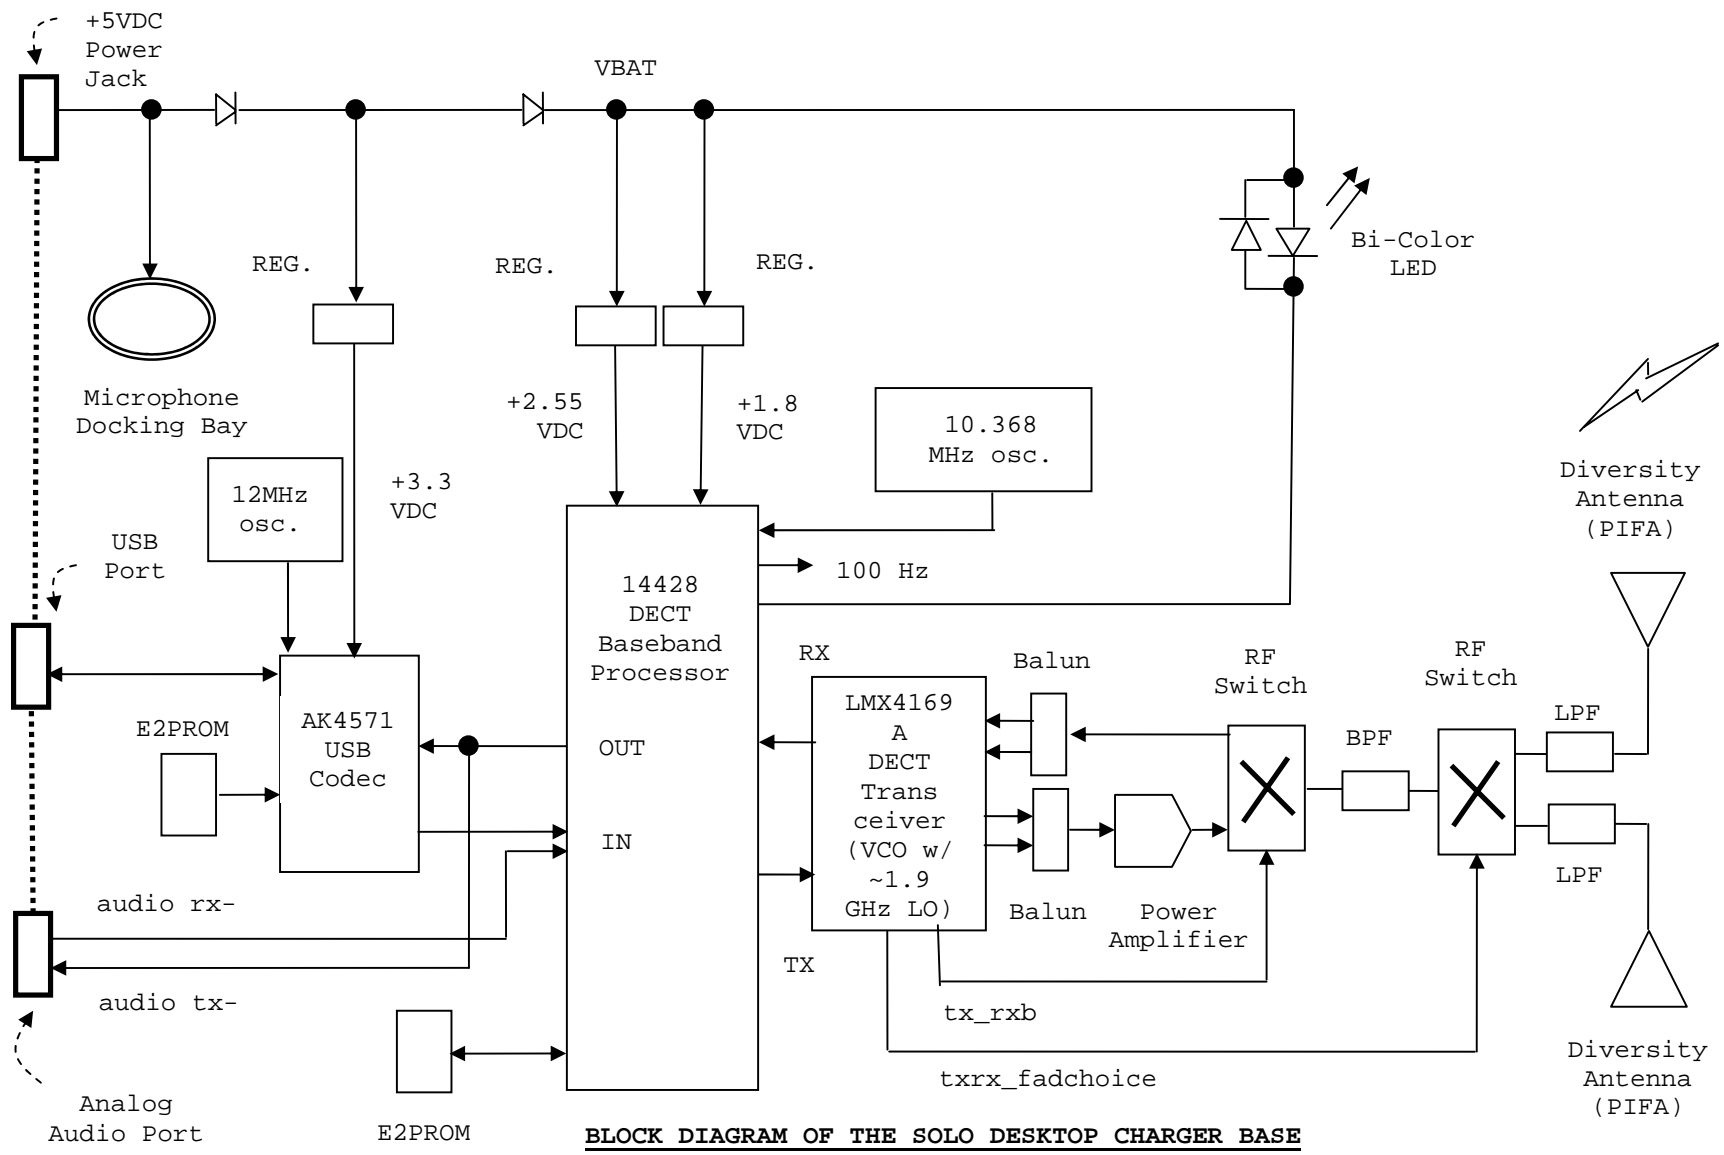 +5VDC
Power
Jack
VBAT
REG.
REG.
REG.
Bi-Color
LED
Microphone
Docking Bay
+2.55
VDC
+1.8
VDC
10.368
MHz osc.
12MHz
osc.
+3.3
VDC
Diversity
Antenna
(PIFA)
USB
Port
100 Hz
14428
DECT
Baseband
Processor
RX
Balun
RF
Switch
RF
Switch
E2PROM
AK4571
USB
Codec
OUT
IN
LMX4169
A
DECT
Trans
ceiver
(VCO w/
~1.9
GHz LO)
BPF
LPF
LPF
audio rx-
Balun
Power
Amplifier
TX
audio tx-
tx_rxb
txrx_fadchoice
Diversity
Antenna
(PIFA)
Analog
Audio Port
E2PROM
BLOCK DIAGRAM OF THE SOLO DESKTOP CHARGER BASE